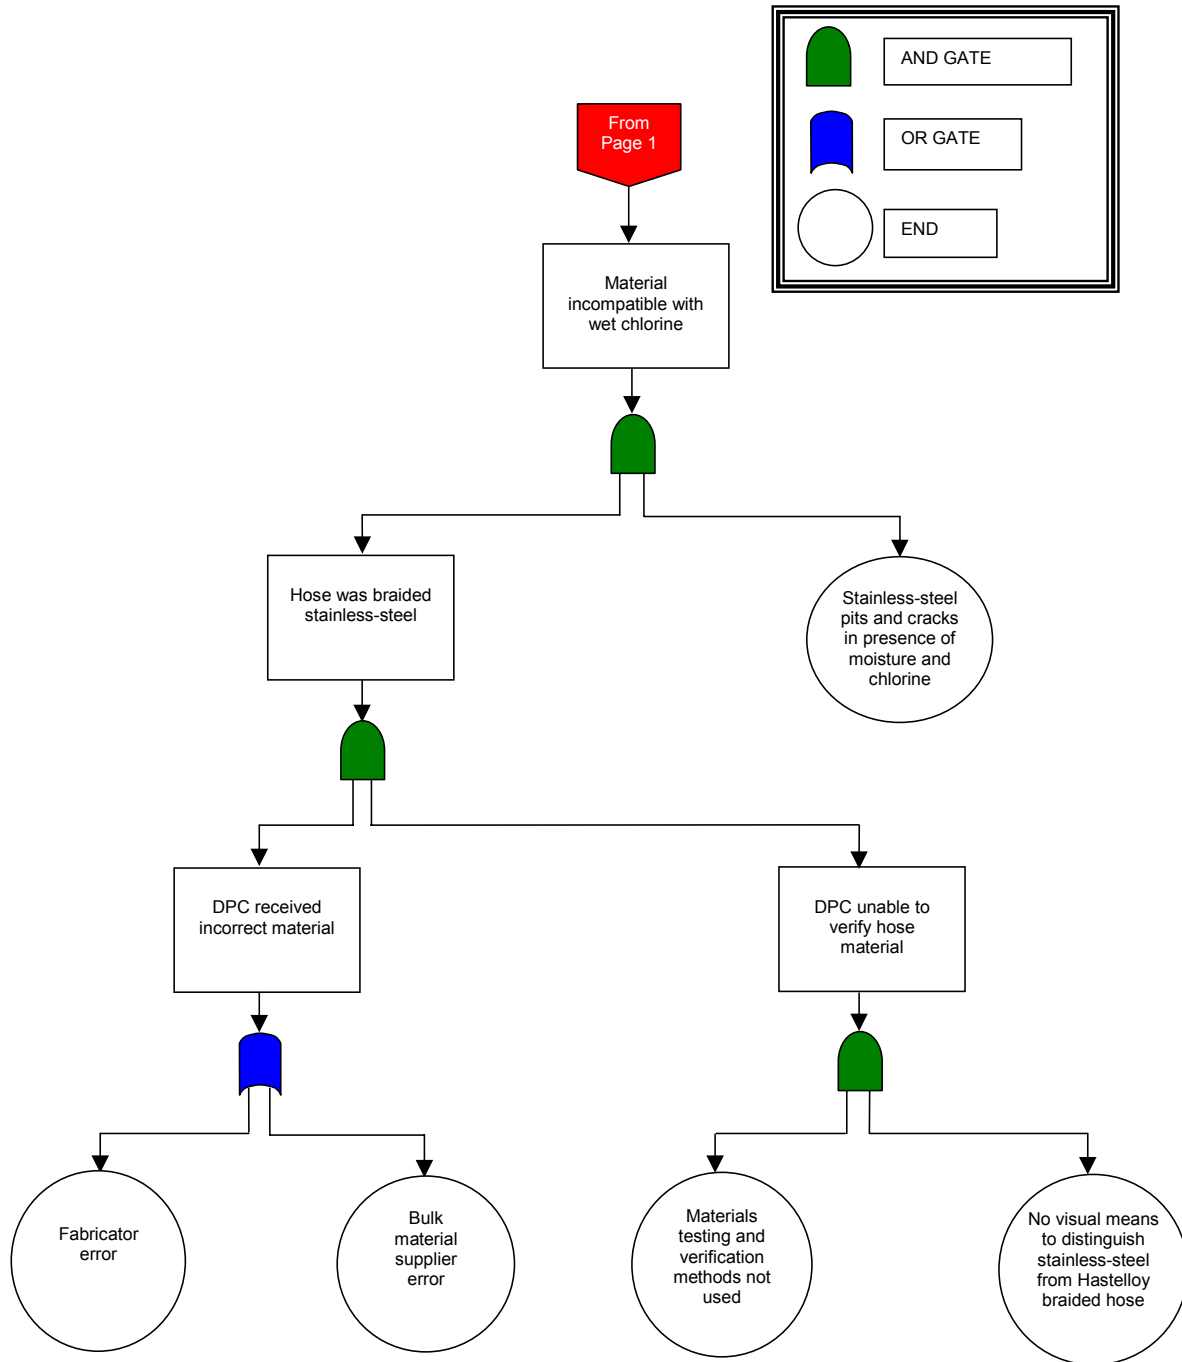 AND GATE
OR GATE
END
From
Page 1
Material
incompatible with
wet chlorine
Hose was braided
stainless-steel
Stainless-steel
pits and cracks
in presence of
moisture and
chlorine
DPC received
incorrect material
DPC unable to
verify hose
material
Fabricator
error
Bulk
material
supplier
error
Materials
testing and
verification
methods not
used
No visual means
to distinguish
stainless-steel
from Hastelloy
braided hose